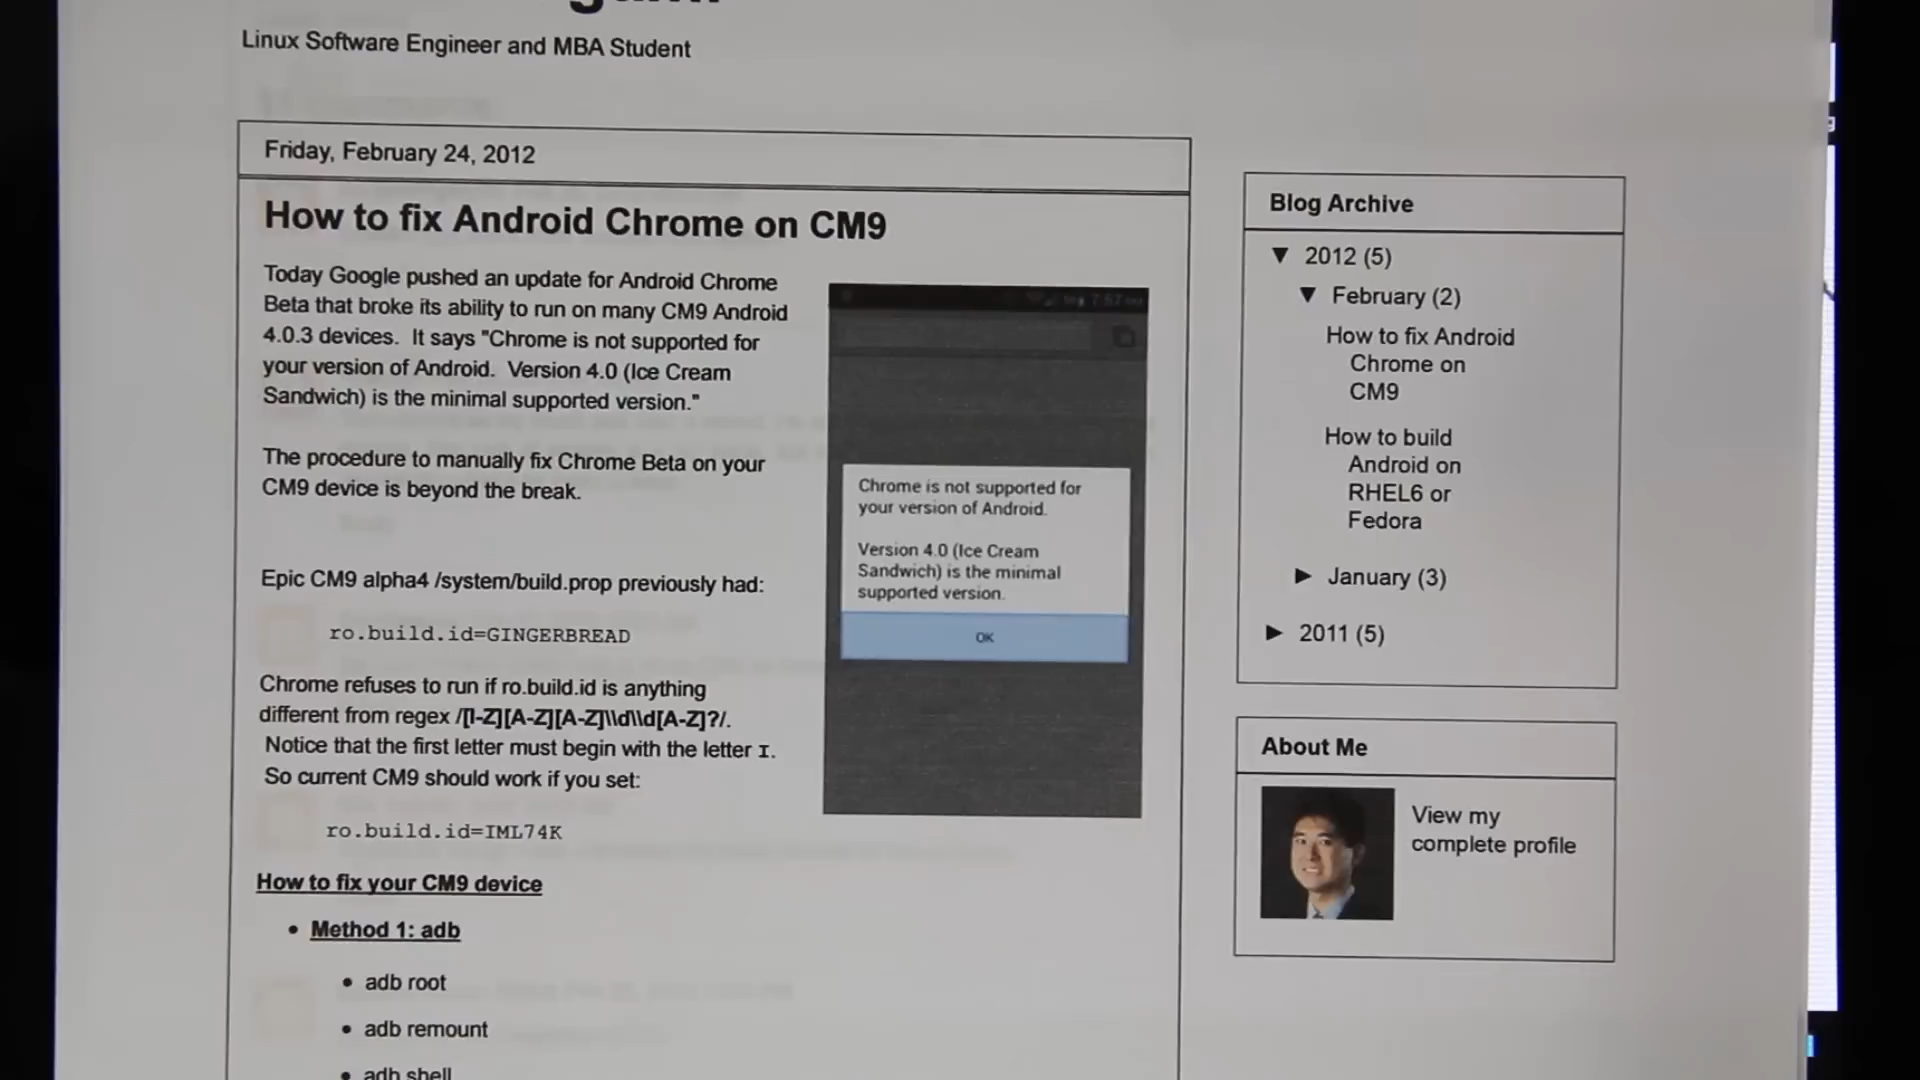 Linux Software Engineer and MBA Student
Friday, February 24, 2012
How to fix Android Chrome on CM9
Today Google pushed an update for Android Chrome
Beta that broke its ability to run on many CM9 Android
4.0.3 devices.  It says "Chrome is not supported for
your version of Android.  Version 4.0 (Ice Cream
Sandwich) is the minimal supported version."
The procedure to manually fix Chrome Beta on your
CM9 device is beyond the break.
Epic CM9 alpha4 /system/build.prop previously had:
ro.build.id=GINGERBREAD
Chrome refuses to run if ro.build.id is anything
different from regex /[I-Z][A-Z][A-Z]\\d\\d[A-Z]?/.
Notice that the first letter must begin with the letter I.
So current CM9 should work if you set:
ro.build.id=IML74K
How to fix your CM9 device
• Method 1: adb
• adb root
• adb remount
• adb shell
7:57
Chrome is not supported for
your version of Android.
Version 4.0 (Ice Cream
Sandwich) is the minimal
supported version.
OK
Blog Archive
▼ 2012 (5)
▼ February (2)
How to fix Android
Chrome on
CM9
How to build
Android on
RHEL6 or
Fedora
► January (3)
► 2011 (5)
About Me
View my
complete profile